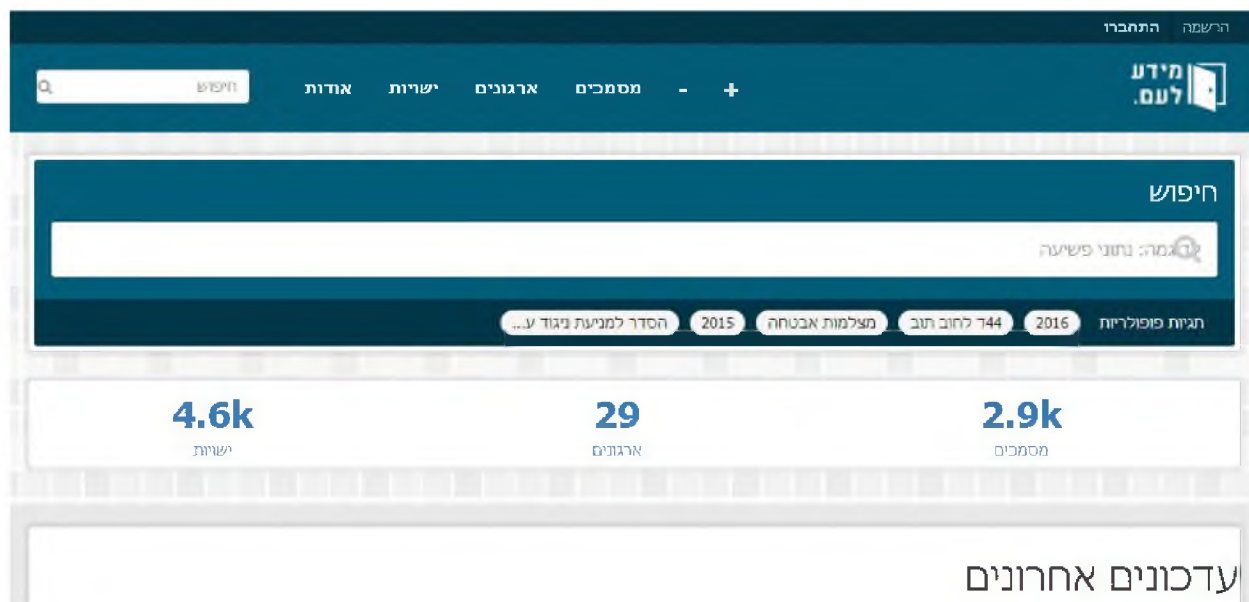 הרשמה התחברו
מידע
לעם.
+ - מסמכים ארגונים ישויות אודות חיפוש
חיפוש
לדוגמה: נתוני פשיעה
תגיות פופולריות 2016 44ד לחוב תוב מצלמות אבטחה 2015 הסדר למניעת ניגוד ע...
2.9k 29 4.6k
מסמכים ארגונים ישויות
עדכונים אחרונים